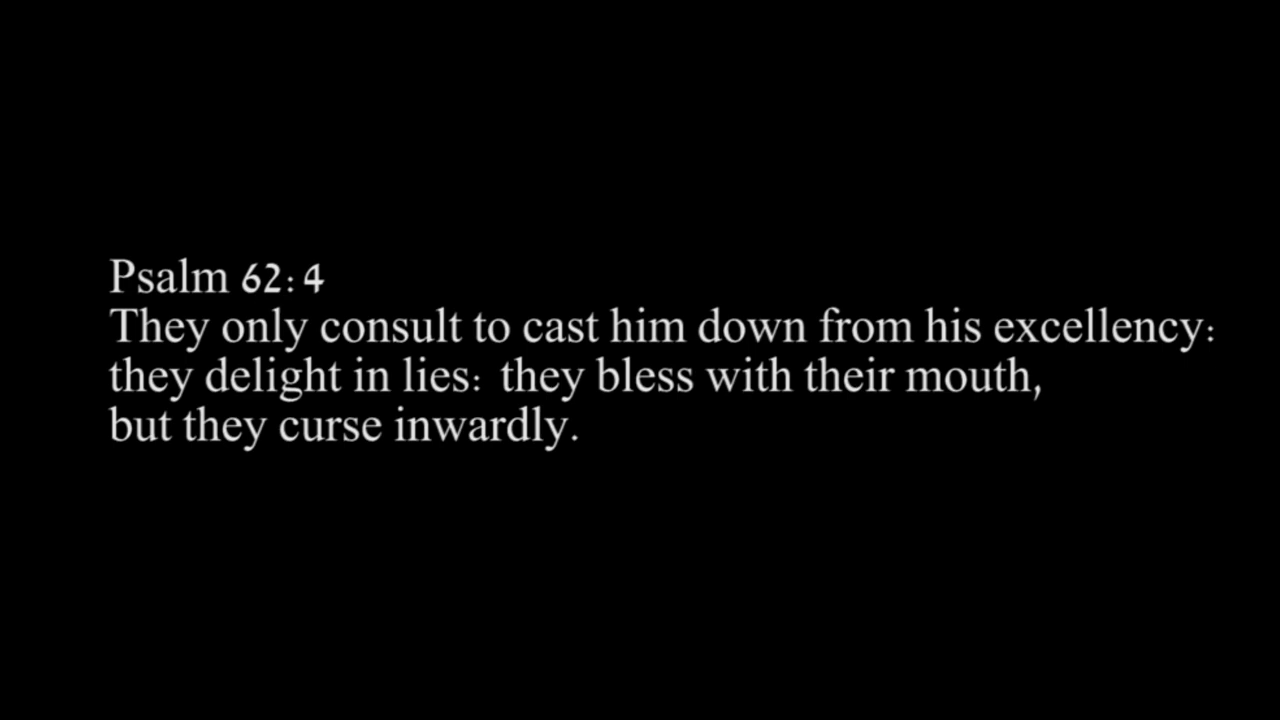 Psalm 62:4
They only consult to cast him down from his excellency:
they delight in lies: they bless with their mouth,
but they curse inwardly.